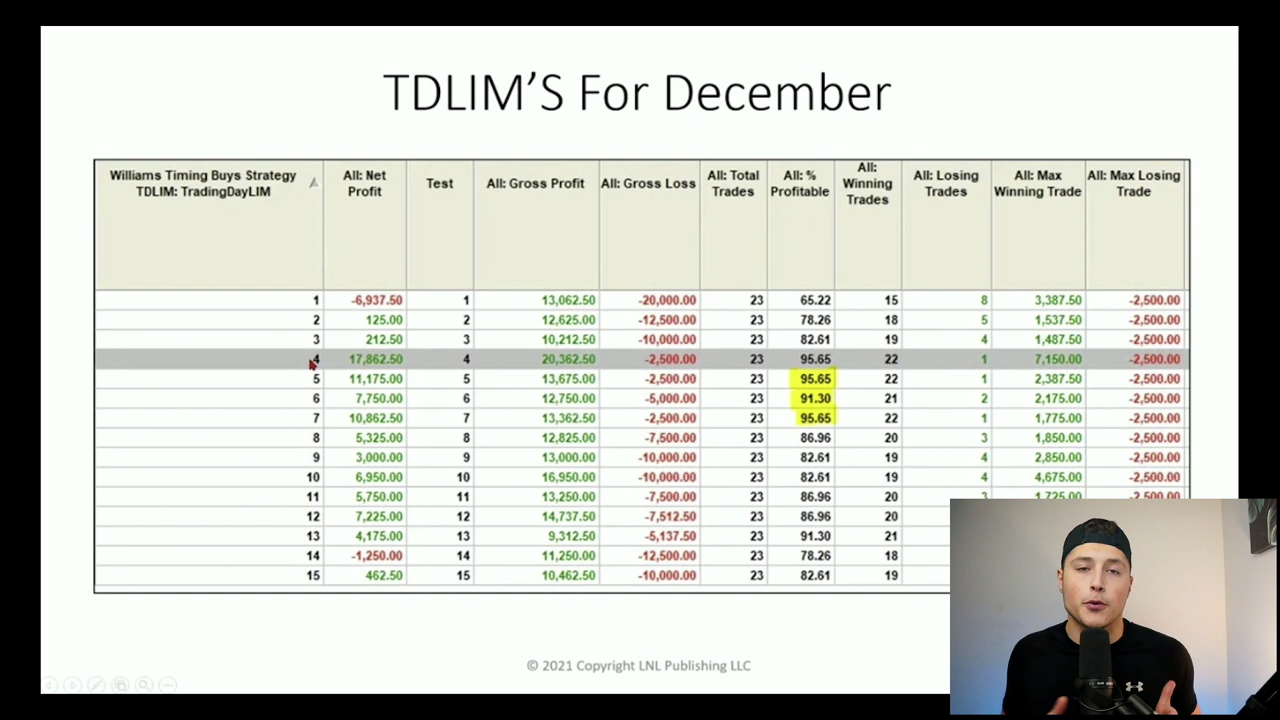 TDLIM'S For December
Williams Timing Buys Strategy TDLIM: TradingDayLIM All: Net Profit Test All: Gross Profit All: Gross Loss All: Total Trades All: % Profitable All: Winning Trades All: Losing Trades All: Max Winning Trade All: Max Losing Trade
1 -6,937.50 1 13,062.50 -20,000.00 23 65.22 15 8 3,387.50 -2,500.00
2 125.00 2 12,625.00 -12,500.00 23 78.26 18 5 1,537.50 -2,500.00
3 212.50 3 10,212.50 -10,000.00 23 82.61 19 4 1,487.50 -2,500.00
4 17,862.50 4 20,362.50 -2,500.00 23 95.65 22 1 7,150.00 -2,500.00
5 11,175.00 5 13,675.00 -2,500.00 23 95.65 22 1 2,387.50 -2,500.00
6 7,750.00 6 12,750.00 -5,000.00 23 91.30 21 2 2,175.00 -2,500.00
7 10,862.50 7 13,362.50 -2,500.00 23 95.65 22 1 1,775.00 -2,500.00
8 5,325.00 8 12,825.00 -7,500.00 23 86.96 20 3 1,850.00 -2,500.00
9 3,000.00 9 13,000.00 -10,000.00 23 82.61 19 4 2,850.00 -2,500.00
10 6,950.00 10 16,950.00 -10,000.00 23 82.61 19 4 4,675.00 -2,500.00
11 5,750.00 11 13,250.00 -7,500.00 23 86.96 20 3 1,725.00 -2,500.00
12 7,225.00 12 14,737.50 -7,512.50 23 86.96 20
13 4,175.00 13 9,312.50 -5,137.50 23 91.30 21
14 -1,250.00 14 11,250.00 -12,500.00 23 78.26 18
15 462.50 15 10,462.50 -10,000.00 23 82.61 19
© 2021 Copyright LNL Publishing LLC